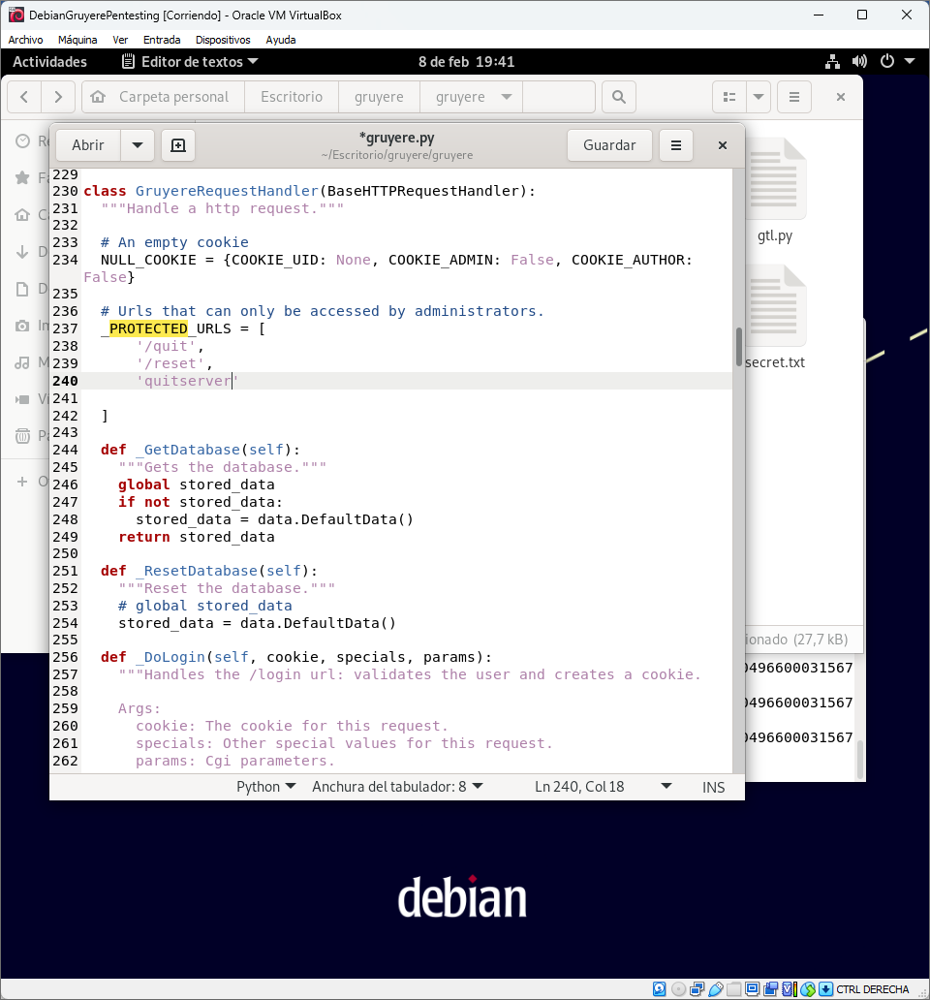 DebianGruyerePentesting [Corriendo] - Oracle VM VirtualBox
Archivo Máquina Ver Entrada Dispositivos Ayuda
Actividades Editor de textos 8 de feb 19:41
Carpeta personal Escritorio gruyere gruyere
Abrir *gruyere.py Guardar
~/Escritorio/gruyere/gruyere
229
230 class GruyereRequestHandler(BaseHTTPRequestHandler):
231 """Handle a http request."""
232
233 # An empty cookie
234 NULL_COOKIE = {COOKIE_UID: None, COOKIE_ADMIN: False, COOKIE_AUTHOR:
False}
235
236 # Urls that can only be accessed by administrators.
237 _PROTECTED_URLS = [
238 '/quit',
239 '/reset',
240 'quitserver'
241
242 ]
243
244 def _GetDatabase(self):
245 """Gets the database."""
246 global stored_data
247 if not stored_data:
248 stored_data = data.DefaultData()
249 return stored_data
250
251 def _ResetDatabase(self):
252 """Reset the database."""
253 # global stored_data
254 stored_data = data.DefaultData()
255
256 def _DoLogin(self, cookie, specials, params):
257 """Handles the /login url: validates the user and creates a cookie.
258
259 Args:
260 cookie: The cookie for this request.
261 specials: Other special values for this request.
262 params: Cgi parameters.
Python Anchura del tabulador: 8 Ln 240, Col 18 INS
gtl.py
secret.txt
ionado (27,7 kB)
0496600031567
0496600031567
0496600031567
debian
CTRL DERECHA